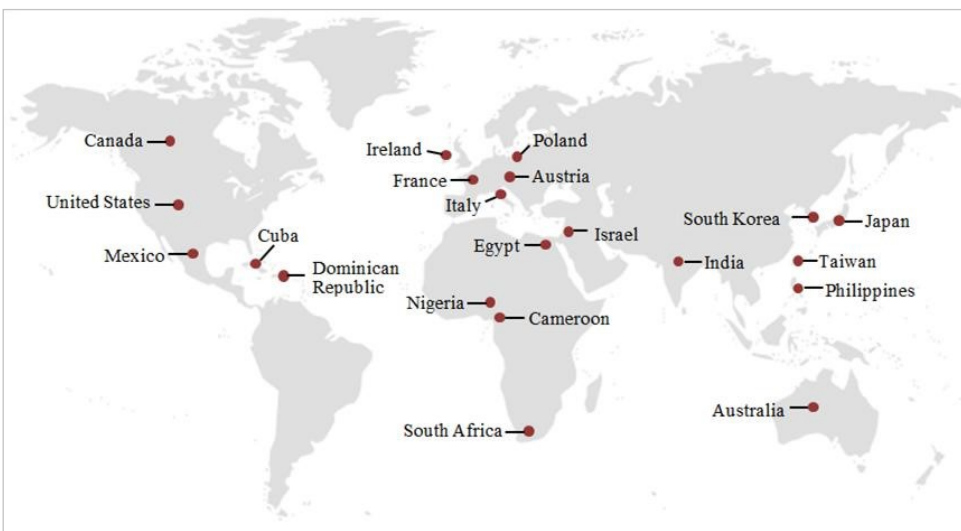 Canada
United States
Mexico
Cuba
Dominican
Republic
Ireland
France
Italy
Poland
Austria
Israel
Egypt
Nigeria
Cameroon
South Africa
South Korea
Japan
India
Taiwan
Philippines
Australia